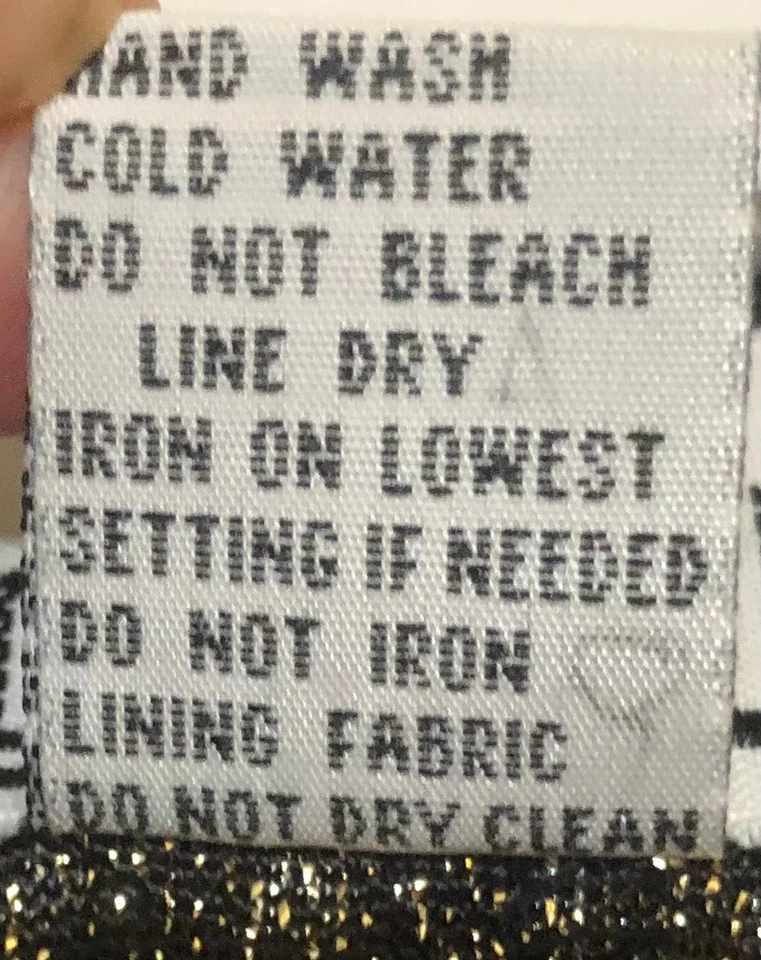 HAND WASH
COLD WATER
DO NOT BLEACH
LINE DRY
IRON ON LOWEST
SETTING IF NEEDED
DO NOT IRON
LINING FABRIC
DO NOT DRY CLEAN